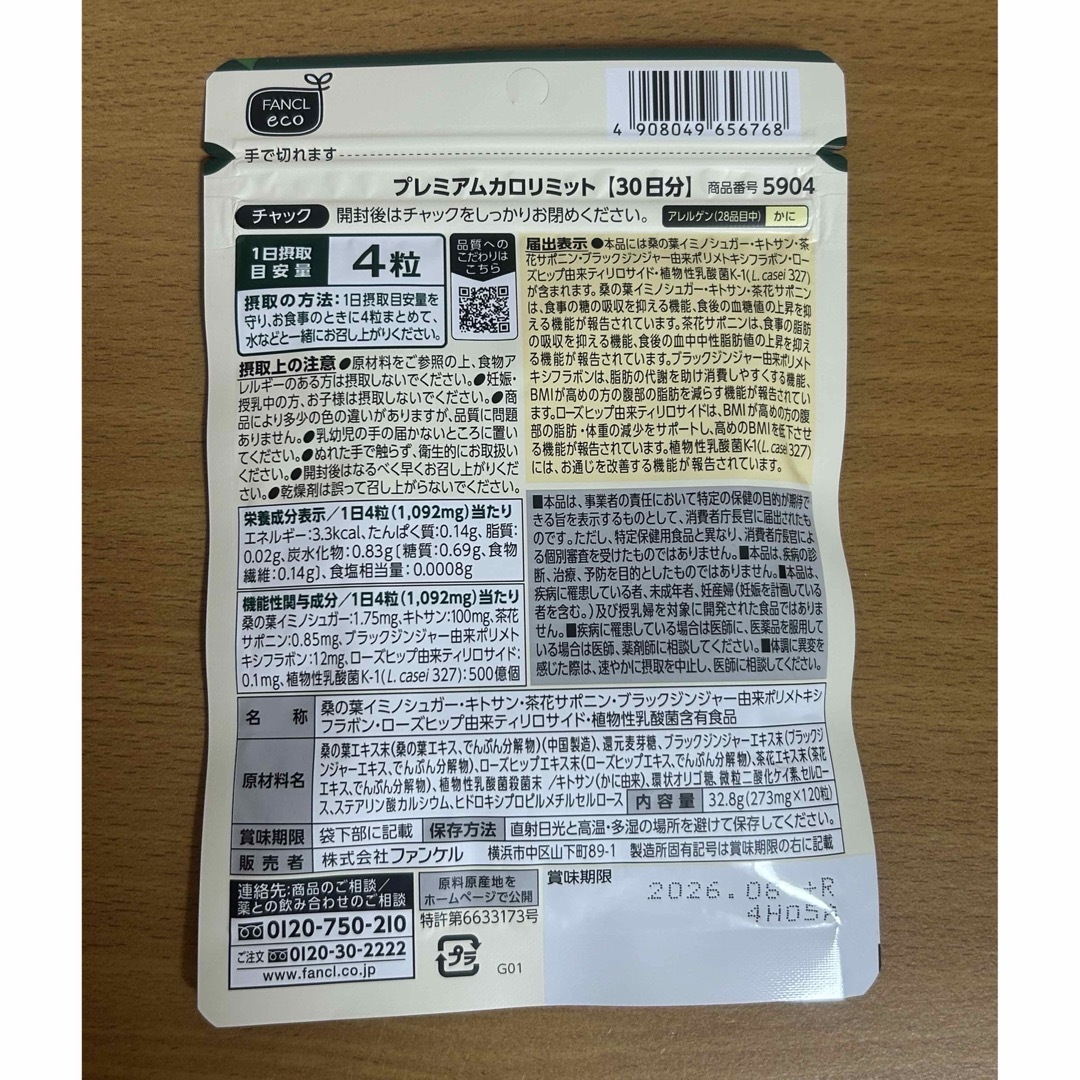 FANCL
eco
4 908049 656768
手で切れます
プレミアムカロリミット【30日分】 商品番号 5904
チャック 開封後はチャックをしっかりお閉めください。 アレルゲン(28品目中) かに
1日摂取
目安量
4粒
摂取の方法:1日摂取目安量を
守り、お食事のときに4粒まとめて、
水などと一緒にお召し上がりください。
品質への
こだわりは
こちら
摂取上の注意 ●原材料をご参照の上、食物ア
レルギーのある方は摂取しないでください。●妊娠・
授乳中の方、お子様は摂取しないでください。●商
品により多少の色の違いがありますが、品質に問題
ありません。●乳幼児の手の届かないところに置い
てください。●ぬれた手で触らず、衛生的にお取扱い
ください。●開封後はなるべく早くお召し上がりくだ
さい。●乾燥剤は誤って召し上がらないでください。
届出表示 ●本品には桑の葉イミノシュガー・キトサン・茶
花サポニン・ブラックジンジャー由来ポリメトキシフラボン・ロー
ズヒップ由来ティリロサイド・植物性乳酸菌K-1(L. casei 327)
が含まれます。桑の葉イミノシュガー・キトサン・茶花サポニン
は、食事の糖の吸収を抑える機能、食後の血糖値の上昇を抑
える機能が報告されています。茶花サポニンは、食事の脂肪
の吸収を抑える機能、食後の血中中性脂肪値の上昇を抑え
る機能が報告されています。ブラックジンジャー由来ポリメト
キシフラボンは、脂肪の代謝を助け消費しやすくする機能、
BMIが高めの方の腹部の脂肪を減らす機能が報告されてい
ます。ローズヒップ由来ティリロサイドは、BMIが高めの方の腹
部の脂肪・体重の減少をサポートし、高めのBMIを低下させ
る機能が報告されています。植物性乳酸菌K-1(L. casei 327)
には、お通じを改善する機能が報告されています。
■本品は、事業者の責任において特定の保健の目的が期待で
きる旨を表示するものとして、消費者庁長官に届出されたも
のです。ただし、特定保健用食品と異なり、消費者庁長官によ
る個別審査を受けたものではありません。■本品は、疾病の診
断、治療、予防を目的としたものではありません。■本品は、
疾病に罹患している者、未成年者、妊産婦(妊娠を計画している
者を含む。)及び授乳婦を対象に開発された食品ではあり
ません。■疾病に罹患している場合は医師に、医薬品を服用して
いる場合は医師、薬剤師に相談してください。■体調に異変を
感じた際は、速やかに摂取を中止し、医師に相談してください。
栄養成分表示/1日4粒(1,092mg)当たり
エネルギー:3.3kcal、たんぱく質:0.14g、脂質:
0.02g、炭水化物:0.83g〔糖質:0.69g、食物
繊維:0.14g〕、食塩相当量:0.0008g
機能性関与成分/1日4粒(1,092mg)当たり
桑の葉イミノシュガー:1.75mg、キトサン:100mg、茶花
サポニン:0.85mg、ブラックジンジャー由来ポリメト
キシフラボン:12mg、ローズヒップ由来ティリロサイド:
0.1mg、植物性乳酸菌K-1(L. casei 327):500億個
名称 桑の葉イミノシュガー・キトサン・茶花サポニン・ブラックジンジャー由来ポリメトキシ
フラボン・ローズヒップ由来ティリロサイド・植物性乳酸菌含有食品
原材料名 桑の葉エキス末(桑の葉エキス、でんぷん分解物)(中国製造)、還元麦芽糖、ブラックジンジャーエキス末(ブラックジ
ンジャーエキス、でんぷん分解物)、ローズヒップエキス末(ローズヒップエキス、でんぷん分解物)、茶花エキス末(茶花
エキス、でんぷん分解物)、植物性乳酸菌殺菌末/キトサン(かに由来)、環状オリゴ糖、微粒二酸化ケイ素、セルロー
ス、ステアリン酸カルシウム、ヒドロキシプロピルメチルセルロース 内容量 32.8g(273mg×120粒)
賞味期限 袋下部に記載 保存方法 直射日光と高温・多湿の場所を避けて保存してください。
販売者 株式会社ファンケル 横浜市中区山下町89-1 製造所固有記号は賞味期限の右に記載
連絡先:商品のご相談/
薬との飲み合わせのご相談
0120-750-210
ご注文 0120-30-2222
www.fancl.co.jp
原料原産地を
ホームページで公開
特許第6633173号
プラ
G01
賞味期限
2026.08 +R
4H05A